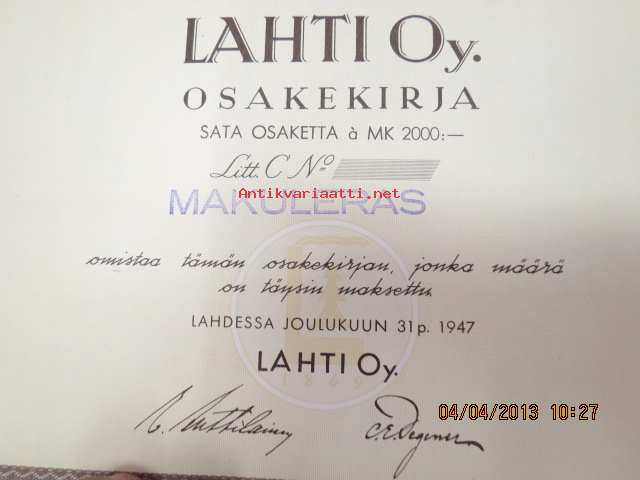 LAHTI Oy.
OSAKEKIRJA
SATA OSAKETTA à MK 2000:—
Litt. C No
Antikvariaatti.net
MAKULERAS
omistaa tämän osakekirjan, jonka määrä
on täysin maksettu.
LAHDESSA JOULUKUUN 31 p. 1947
LAHTI Oy.
1869
04/04/2013 10:27